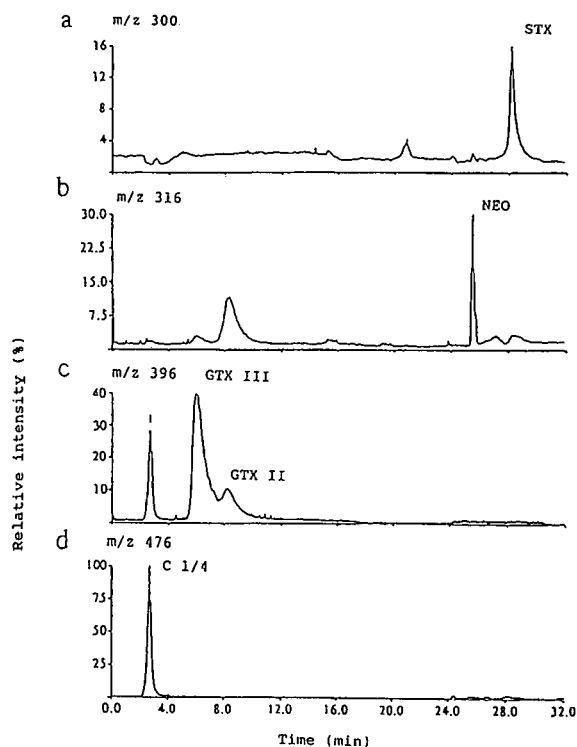 a
m/z 300
STX
16
12
8
4
b
m/z 316
NEO
30.0
22.5
15.0
7.5
c
m/z 396
GTX III
GTX II
40
30
20
10
d
m/z 476
C 1/4
100
75
50
25
0.0 4.0 8.0 12.0 16.0 20.0 24.0 28.0 32.0
Time (min)
Relative intensity (%)